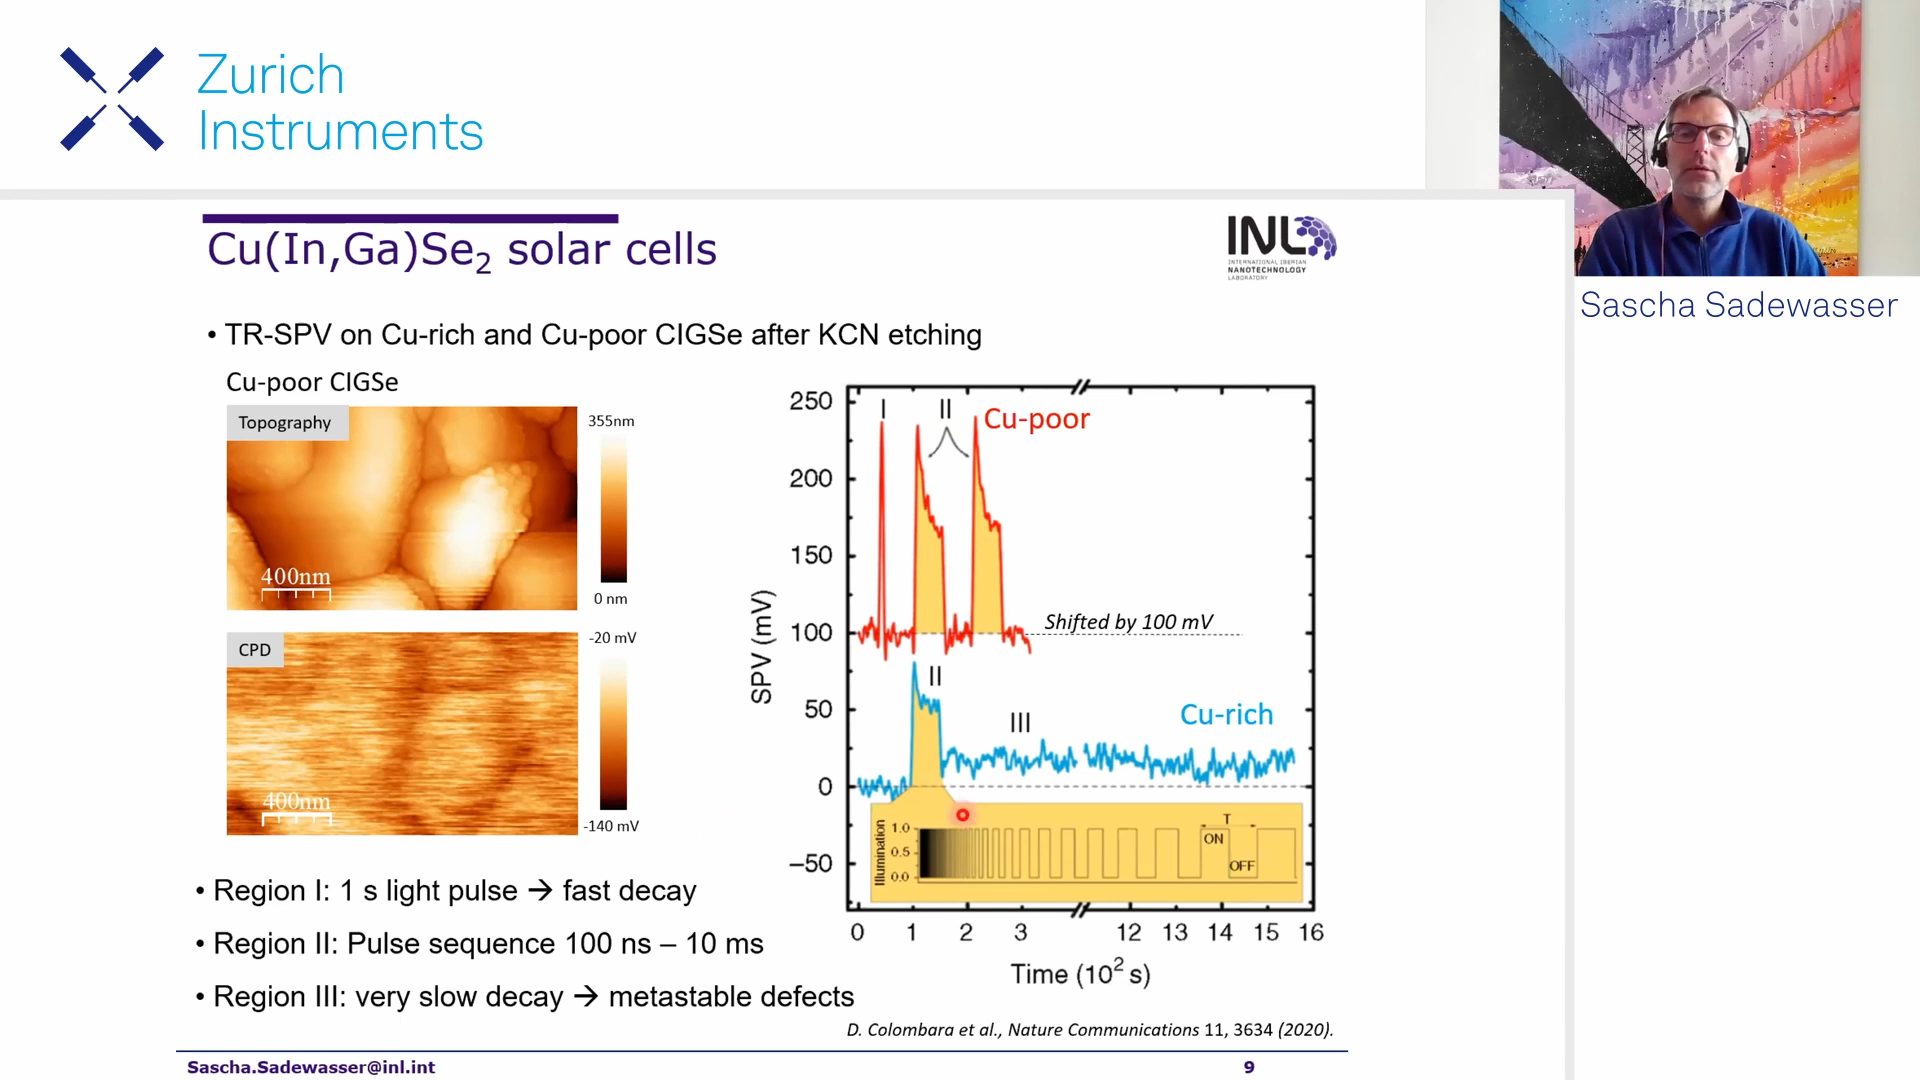 Zurich
Instruments
Sascha Sadewasser
Cu(In,Ga)Se2 solar cells
INL
INTERNATIONAL IBERIAN
NANOTECHNOLOGY
LABORATORY
• TR-SPV on Cu-rich and Cu-poor CIGSe after KCN etching
Cu-poor CIGSe
Topography
400nm
355nm
0 nm
CPD
400nm
-20 mV
-140 mV
SPV (mV)
250
200
150
100
50
0
–50
I
II
Cu-poor
Shifted by 100 mV
II
III
Cu-rich
Illumination
1.0
0.5
0.0
T
ON
OFF
0 1 2 3 12 13 14 15 16
Time (10² s)
• Region I: 1 s light pulse → fast decay
• Region II: Pulse sequence 100 ns – 10 ms
• Region III: very slow decay → metastable defects
D. Colombara et al., Nature Communications 11, 3634 (2020).
Sascha.Sadewasser@inl.int
9